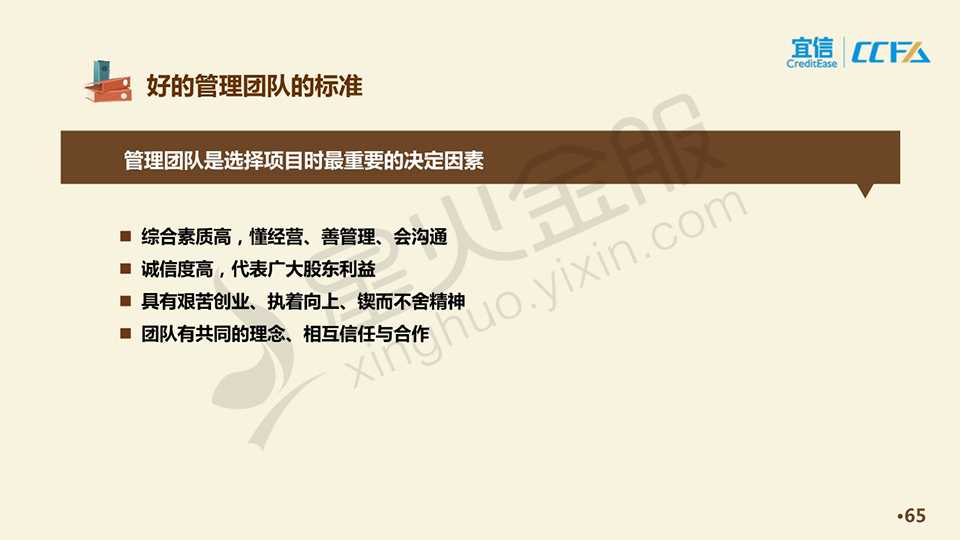 宜信
CreditEase
CCFA
好的管理团队的标准
管理团队是选择项目时最重要的决定因素
■ 综合素质高，懂经营、善管理、会沟通
■ 诚信度高，代表广大股东利益
■ 具有艰苦创业、执着向上、锲而不舍精神
■ 团队有共同的理念、相互信任与合作
星火金服
xinghuo.yixin.com
•65